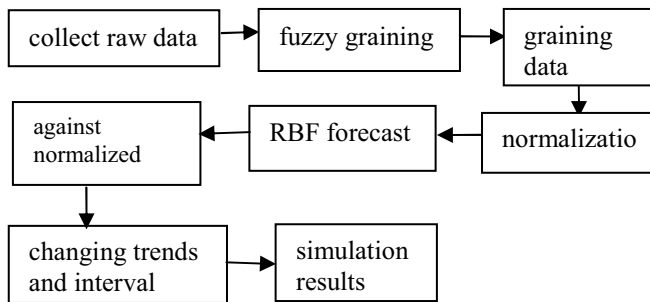 collect raw data
fuzzy graining
graining
data
normalizatio
RBF forecast
against
normalized
changing trends
and interval
simulation
results